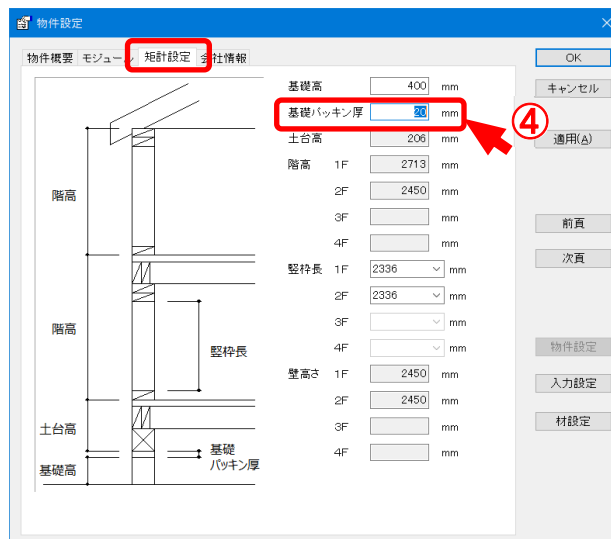 物件設定
物件概要 モジュール 矩計設定 会社情報
基礎高 400 mm
基礎パッキン厚 20 mm
④
土台高 206 mm
階高 1F 2713 mm
2F 2450 mm
3F mm
4F mm
竪枠長 1F 2336 mm
2F 2336 mm
3F mm
4F mm
壁高さ 1F 2450 mm
2F 2450 mm
3F mm
4F mm
階高
階高
竪枠長
土台高
基礎
パッキン厚
基礎高
OK
キャンセル
適用(A)
前頁
次頁
物件設定
入力設定
材設定